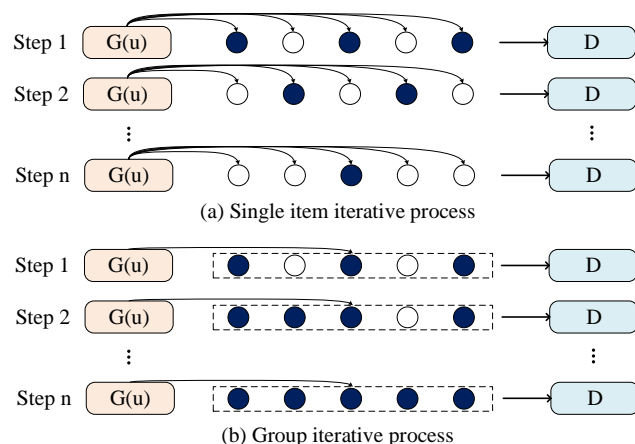 Step 1 G(u) D
Step 2 G(u) D
Step n G(u) D
(a) Single item iterative process
Step 1 G(u) D
Step 2 G(u) D
Step n G(u) D
(b) Group iterative process